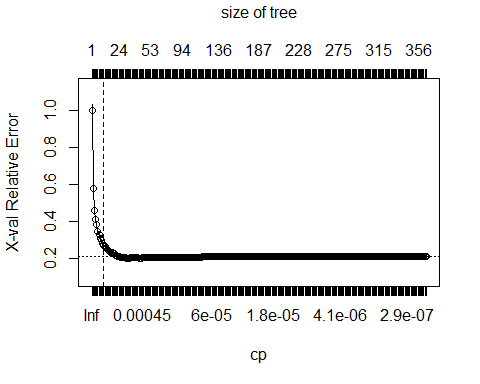 size of tree
1 24 53 94 136 187 228 275 315 356
X-val Relative Error
1.0
0.8
0.6
0.4
0.2
Inf 0.00045 6e-05 1.8e-05 4.1e-06 2.9e-07
cp